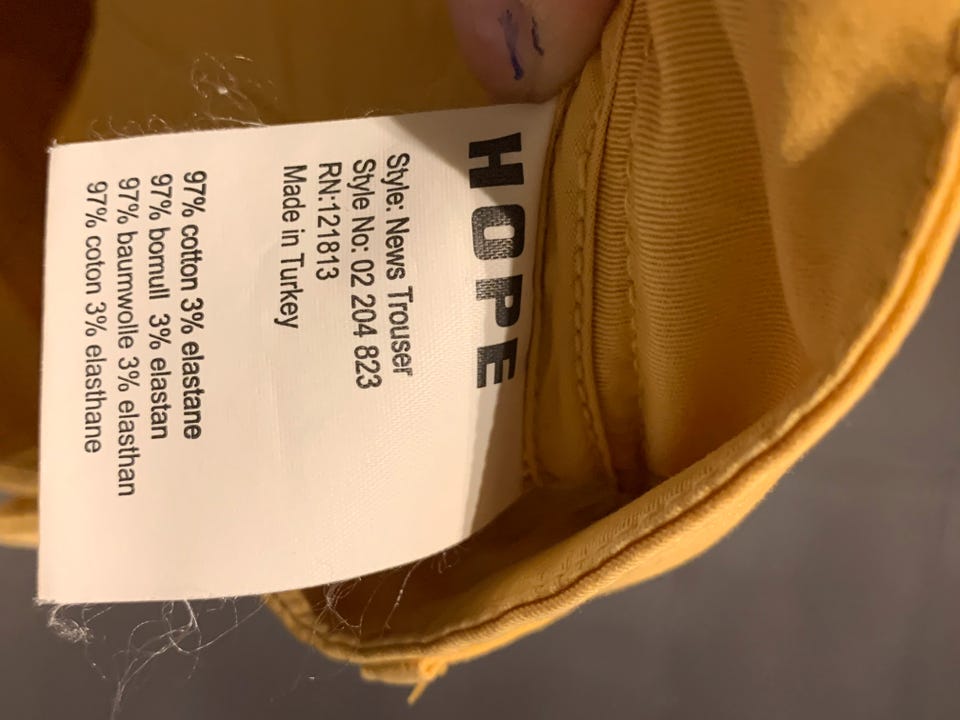 HOPE
Style: News Trouser
Style No: 02 204 823
RN:121813
Made in Turkey
97% cotton 3% elastane
97% bomull 3% elastan
97% baumwolle 3% elasthan
97% coton 3% elasthane